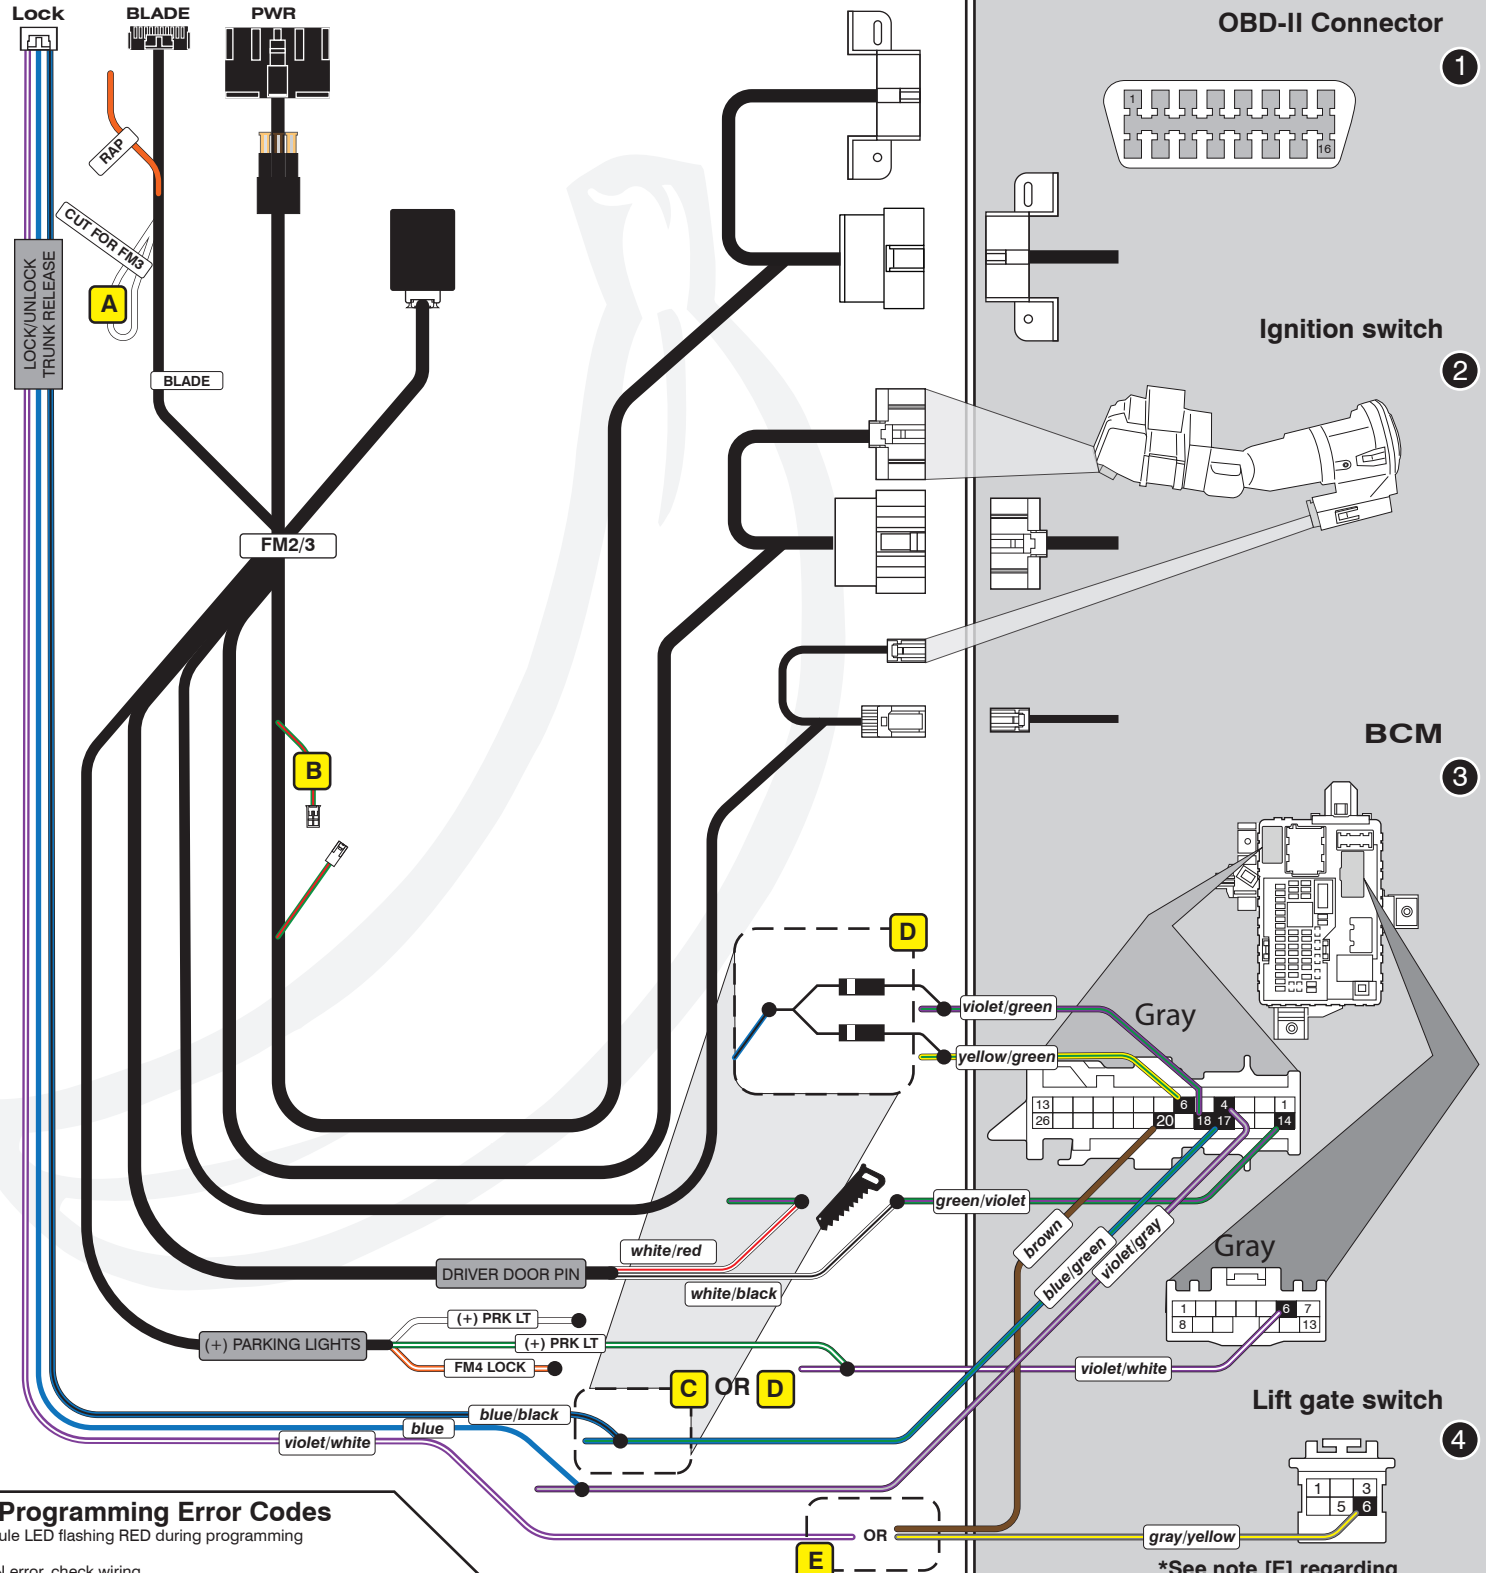 Lock
BLADE
PWR
OBD-II Connector
1
1
16
RAP
CUT FOR FM3
A
LOCK/UNLOCK
TRUNK RELEASE
BLADE
Ignition switch
2
FM2/3
BCM
3
B
D
violet/green
Gray
yellow/green
13
6
4
1
26
20
18
17
14
green/violet
white/red
DRIVER DOOR PIN
white/black
brown
blue/green
violet/gray
Gray
1
6
7
8
13
(+) PRK LT
(+) PARKING LIGHTS
(+) PRK LT
FM4 LOCK
violet/white
C OR D
Lift gate switch
4
blue/black
blue
violet/white
1
3
5
6
Programming Error Codes
ule LED flashing RED during programming
OR
gray/yellow
E
error, check wiring
*See note [E] regarding